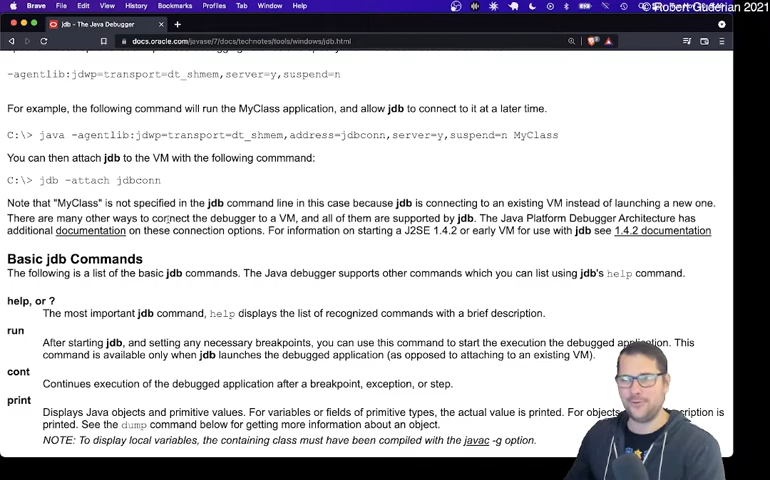 Brave File Edit View History Bookmarks Profiles Tab Window Help
© Robert Guderian 2021
jdb - The Java Debugger
docs.oracle.com/javase/7/docs/technotes/tools/windows/jdb.html
-agentlib:jdwp=transport=dt_shmem,server=y,suspend=n
For example, the following command will run the MyClass application, and allow jdb to connect to it at a later time.
C:\> java -agentlib:jdwp=transport=dt_shmem,address=jdbconn,server=y,suspend=n MyClass
You can then attach jdb to the VM with the following commmand:
C:\> jdb -attach jdbconn
Note that "MyClass" is not specified in the jdb command line in this case because jdb is connecting to an existing VM instead of launching a new one.
There are many other ways to connect the debugger to a VM, and all of them are supported by jdb. The Java Platform Debugger Architecture has
additional documentation on these connection options. For information on starting a J2SE 1.4.2 or early VM for use with jdb see 1.4.2 documentation
Basic jdb Commands
The following is a list of the basic jdb commands. The Java debugger supports other commands which you can list using jdb's help command.
help, or ?
The most important jdb command, help displays the list of recognized commands with a brief description.
run
After starting jdb, and setting any necessary breakpoints, you can use this command to start the execution the debugged application. This
command is available only when jdb launches the debugged application (as opposed to attaching to an existing VM).
cont
Continues execution of the debugged application after a breakpoint, exception, or step.
print
Displays Java objects and primitive values. For variables or fields of primitive types, the actual value is printed. For objects, is
printed. See the dump command below for getting more information about an object.
NOTE: To display local variables, the containing class must have been compiled with the javac -g option.